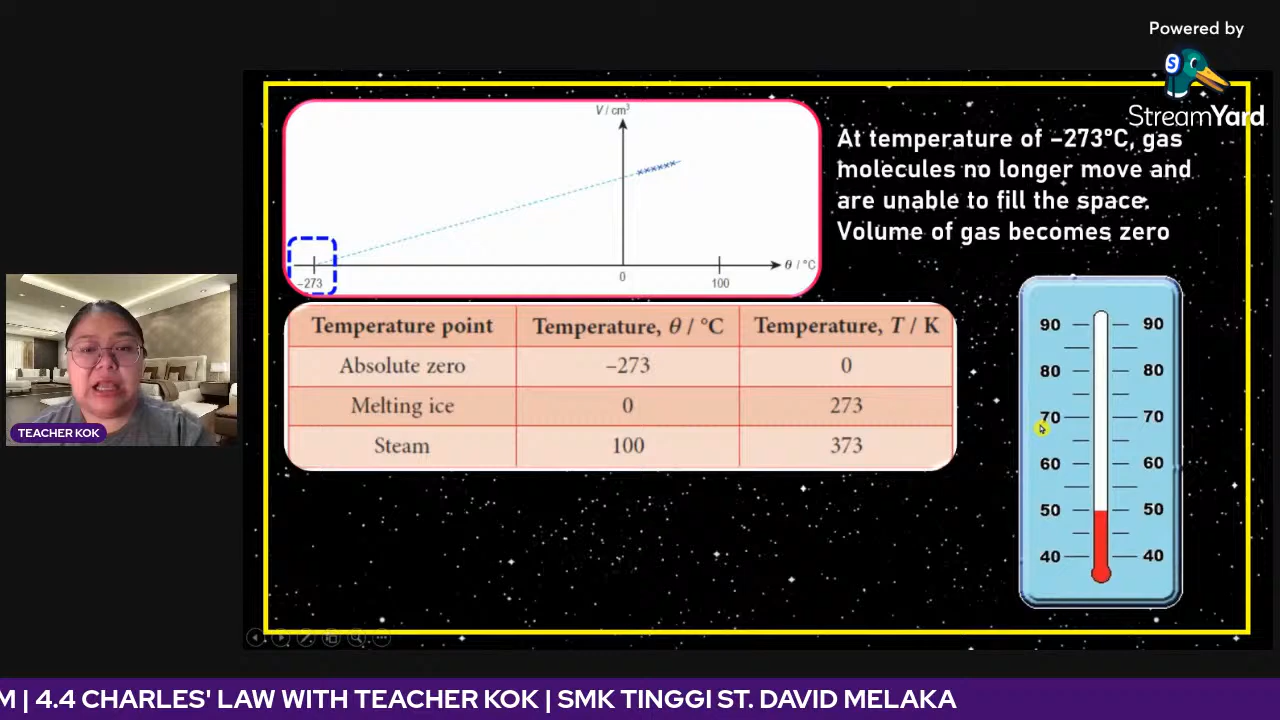 Powered by
S
StreamYard
V / cm³
θ / °C
-273
0
100
At temperature of -273°C, gas
molecules no longer move and
are unable to fill the space.
Volume of gas becomes zero
Temperature point Temperature, θ / °C Temperature, T / K
Absolute zero –273 0
Melting ice 0 273
Steam 100 373
90 90
80 80
70 70
60 60
50 50
40 40
TEACHER KOK
M | 4.4 CHARLES' LAW WITH TEACHER KOK | SMK TINGGI ST. DAVID MELAKA